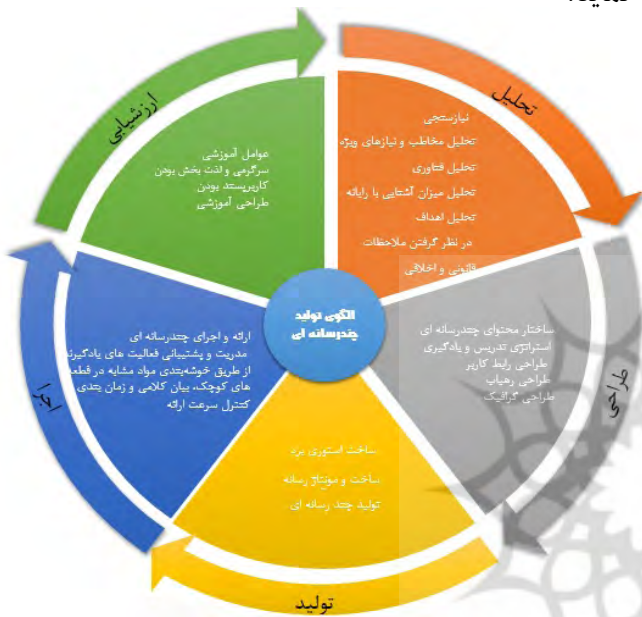 نماید.
ارزشیابی
تحلیل
نیازسنجی
تحلیل مخاطب و نیازهای ویژه
تحلیل فناوری
تحلیل میزان آشنایی با رایانه
تحلیل اهداف
در نظر گرفتن ملاحظات
قانونی و اخلاقی
عوامل آموزشی
سرگرمی و لذت بخش بودن
کاربرپسند بودن
طراحی آموزشی
الگوی تولید
چندرسانه ای
ساختار محتوای چندرسانه ای
استراتژی تدریس و یادگیری
طراحی رابط کاربر
طراحی رهیاب
طراحی گرافیک
طراحی
ارائه و اجرای چندرسانه ای
مدریت و پشتیبانی فعالیت های یادگیرند
از طریق خوشه‌بندی مواد مشابه در قطعه
های کوچک، بیان کلامی و زمان بندی
کنترل سرعت ارائه
اجرا
ساخت استوری برد
ساخت و مونتاژ رسانه
تولید چند رسانه ای
تولید